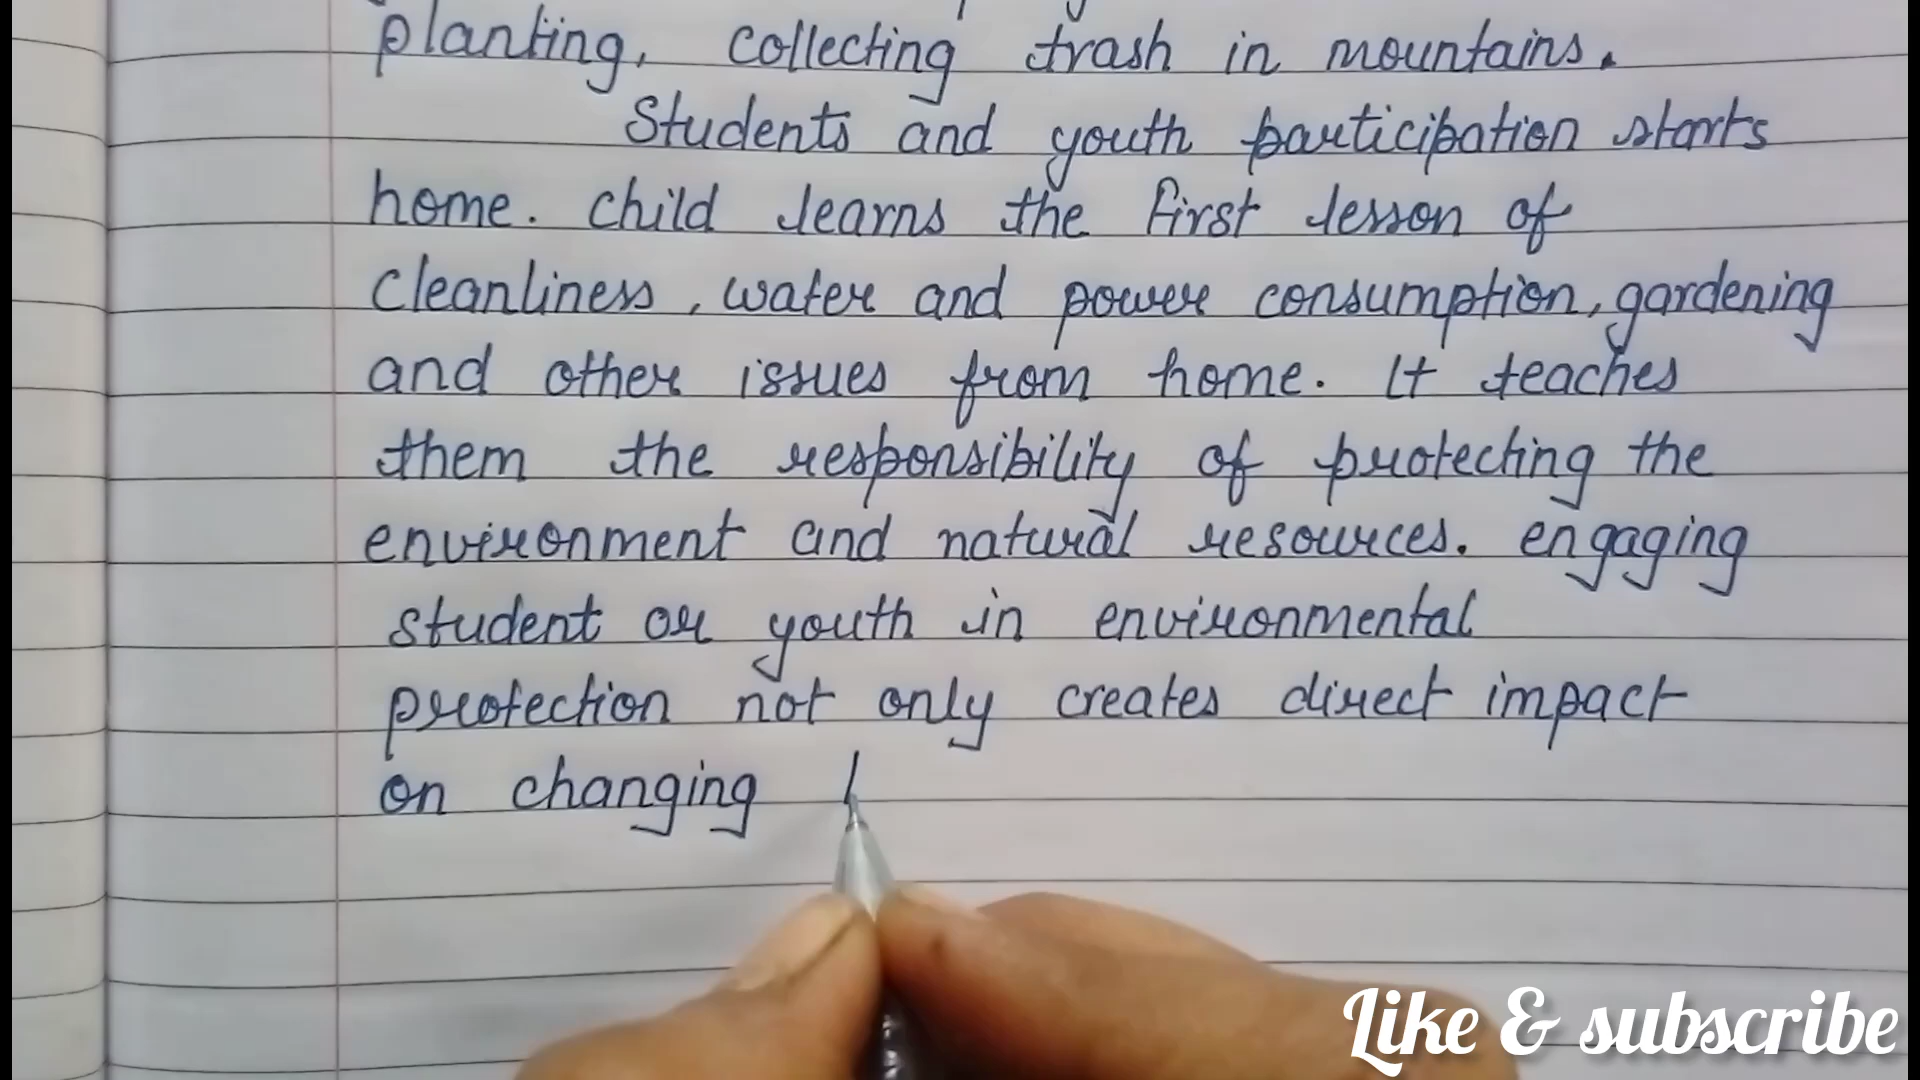 planting, collecting trash in mountains.
Students and youth participation starts
home. child learns the first lesson of
cleanliness, water and power consumption, gardening
and other issues from home. It teaches
them the responsibility of protecting the
environment and natural resources. engaging
student or youth in environmental
protection not only creates direct impact
on changing
Like & subscribe